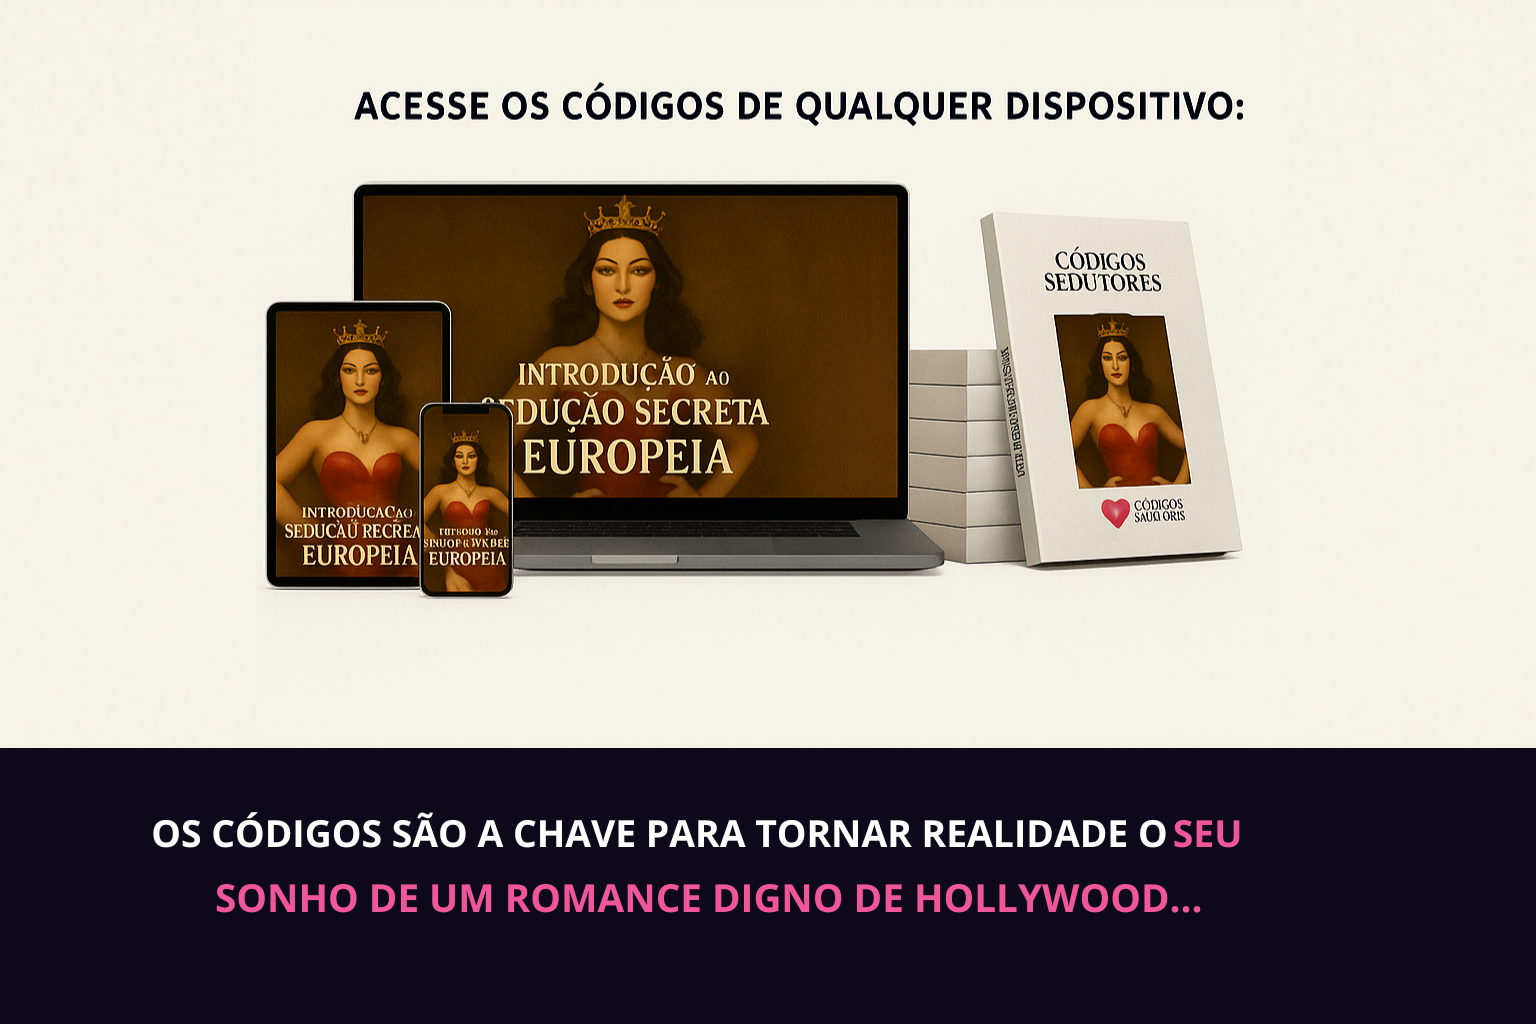 ACESSE OS CÓDIGOS DE QUALQUER DISPOSITIVO:
INTRODUÇÃO AO
SEDUÇÃO SECRETA
EUROPEIA
EUROPEIA
EUROPEIA
CÓDIGOS
SEDUTORES
CÓDIGOS
OS CÓDIGOS SÃO A CHAVE PARA TORNAR REALIDADE O SEU
SONHO DE UM ROMANCE DIGNO DE HOLLYWOOD...